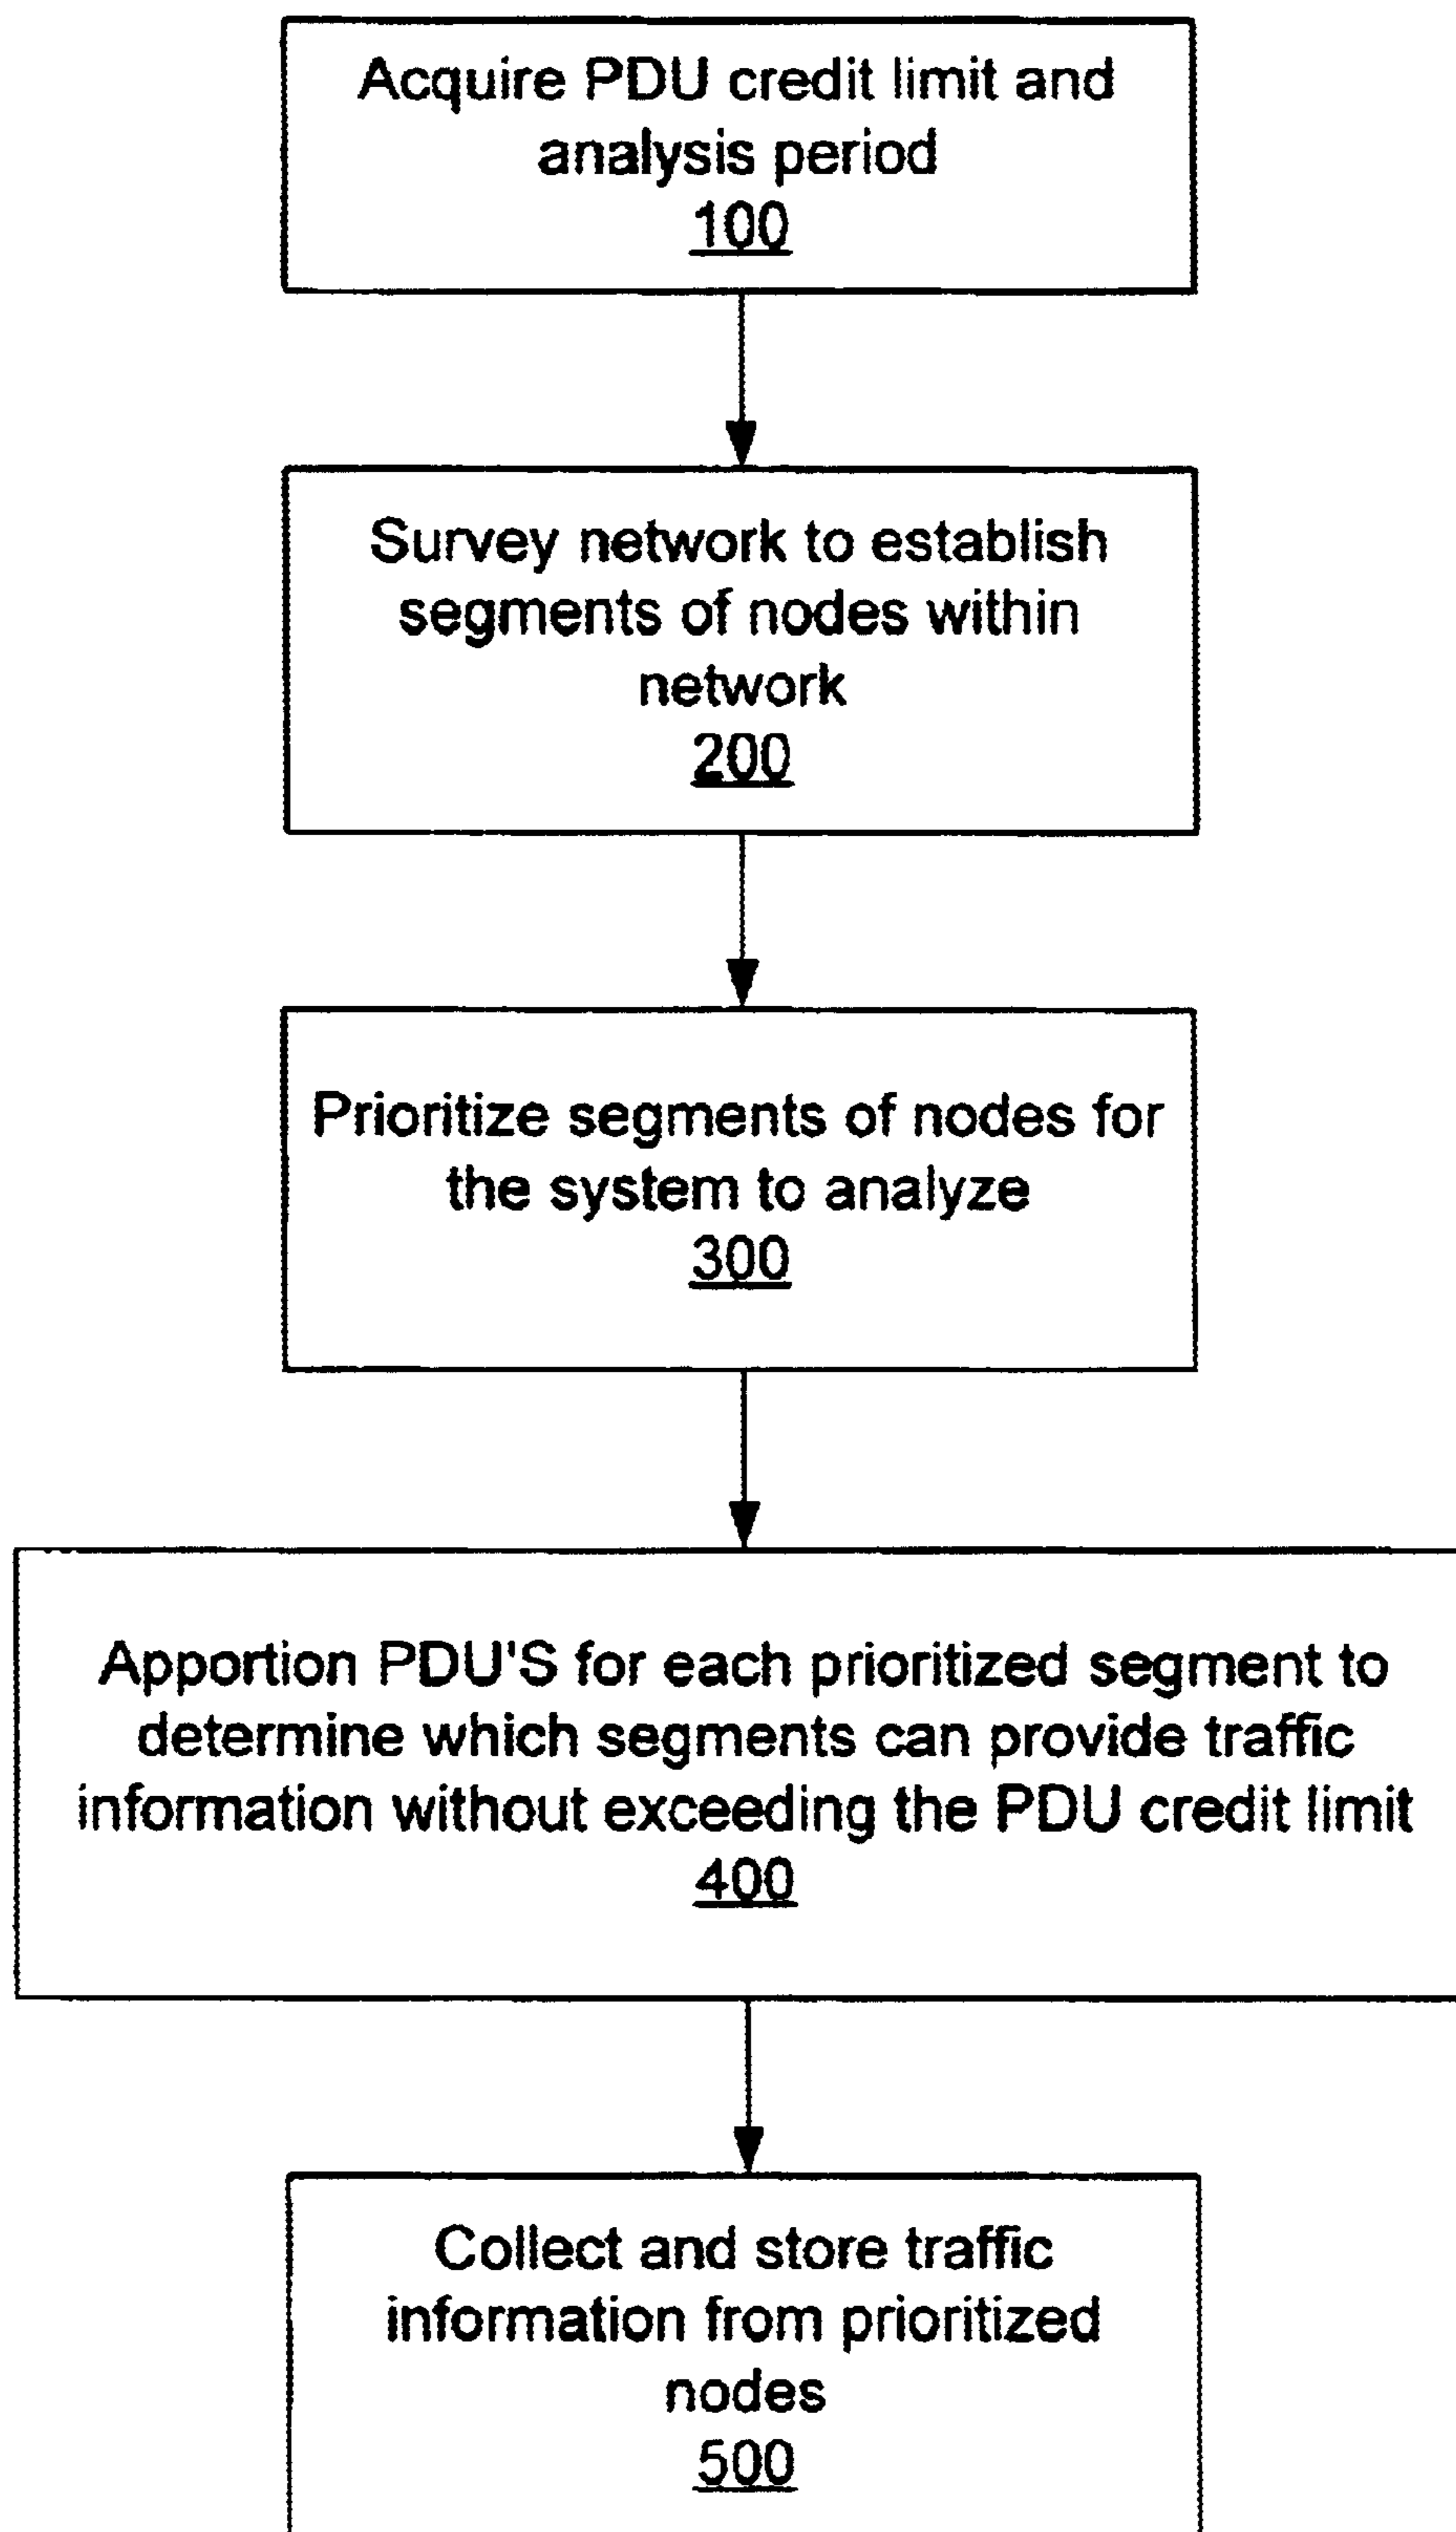 Acquire PDU credit limit and
analysis period
100
Survey network to establish
segments of nodes within
network
200
Prioritize segments of nodes for
the system to analyze
300
Apportion PDU'S for each prioritized segment to
determine which segments can provide traffic
information without exceeding the PDU credit limit
400
Collect and store traffic
information from prioritized
nodes
500